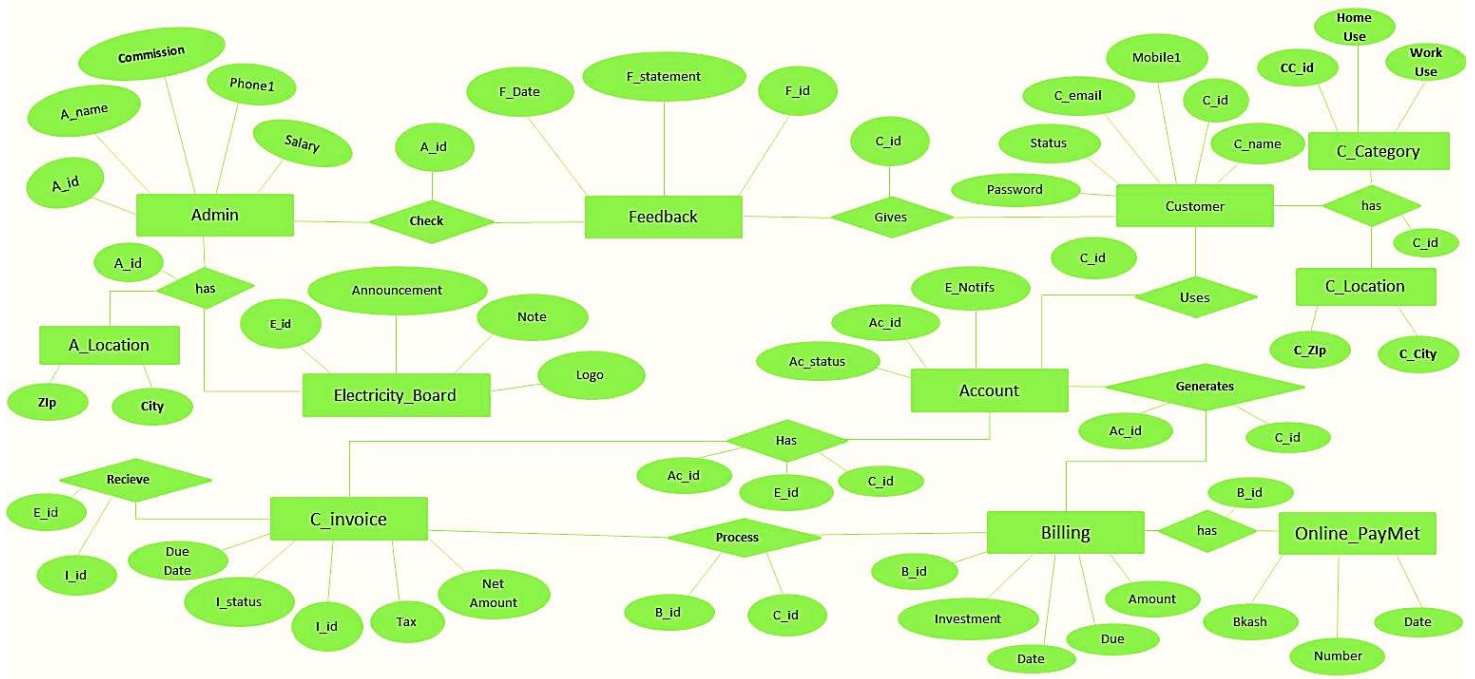 Home
Use
Commission
Mobile1
Work
Use
CC_id
F_statement
Phone1
F_Date
F_id
C_email
C_id
A_name
Salary
A_id
C_id
Status
C_name
C_Category
A_id
Password
Admin
Check
Feedback
Gives
Customer
has
C_id
A_id
has
Announcement
E_Notifs
C_id
Uses
C_Location
E_id
Note
Ac_id
A_Location
Ac_status
C_Zip
C_City
Logo
Electricity_Board
Account
Generates
Zip
City
Ac_id
C_id
Has
Ac_id
E_id
C_id
Recieve
B_id
E_id
C_invoice
Process
Billing
has
Online_PayMet
Due
Date
I_id
B_id
I_status
Net
Amount
Amount
I_id
Tax
B_id
C_id
Investment
Due
Date
Bkash
Number
Date